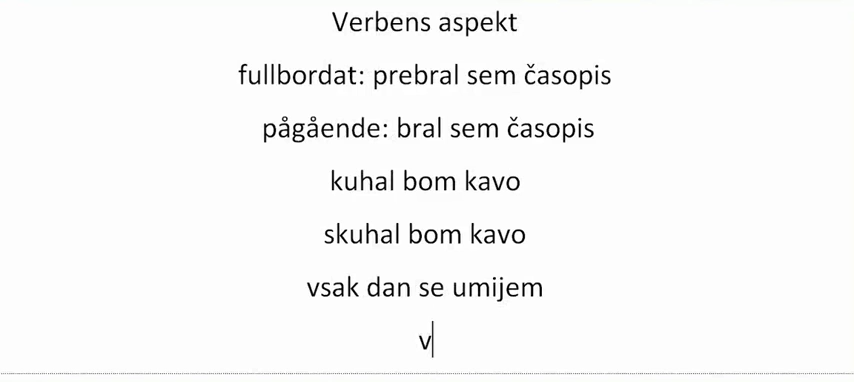 Verbens aspekt
fullbordat: prebral sem časopis
pågående: bral sem časopis
kuhal bom kavo
skuhal bom kavo
vsak dan se umijem
v